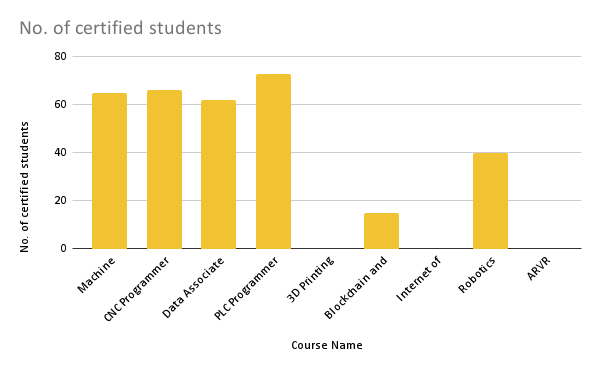 No. of certified students
80
60
40
20
0
No. of certified students
Machine
CNC Programmer
Data Associate
PLC Programmer
3D Printing
Blockchain and
Internet of
Robotics
ARVR
Course Name